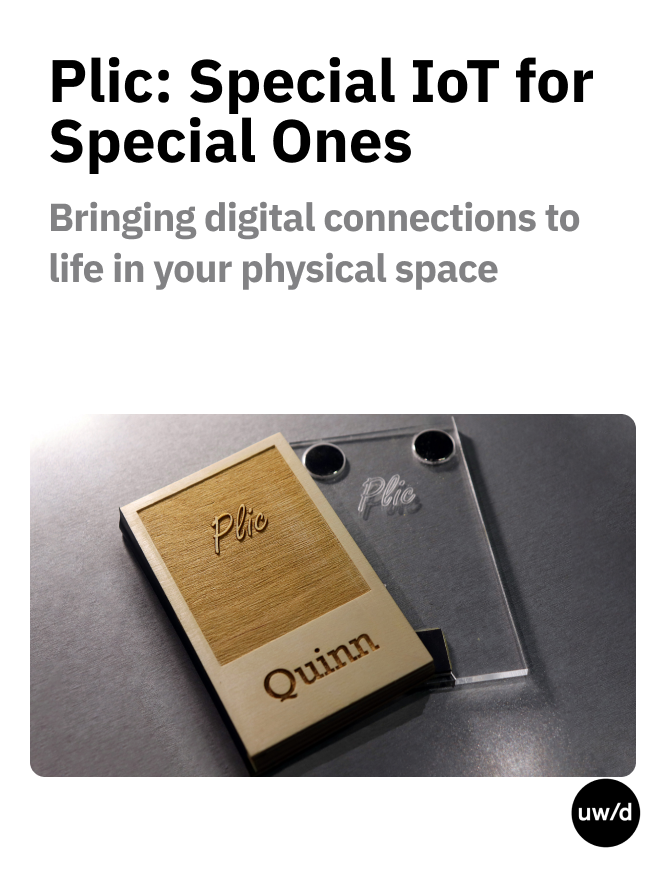 Plic: Special IoT for
Special Ones
Bringing digital connections to
life in your physical space
Plic
Plic
Quinn
uw/d